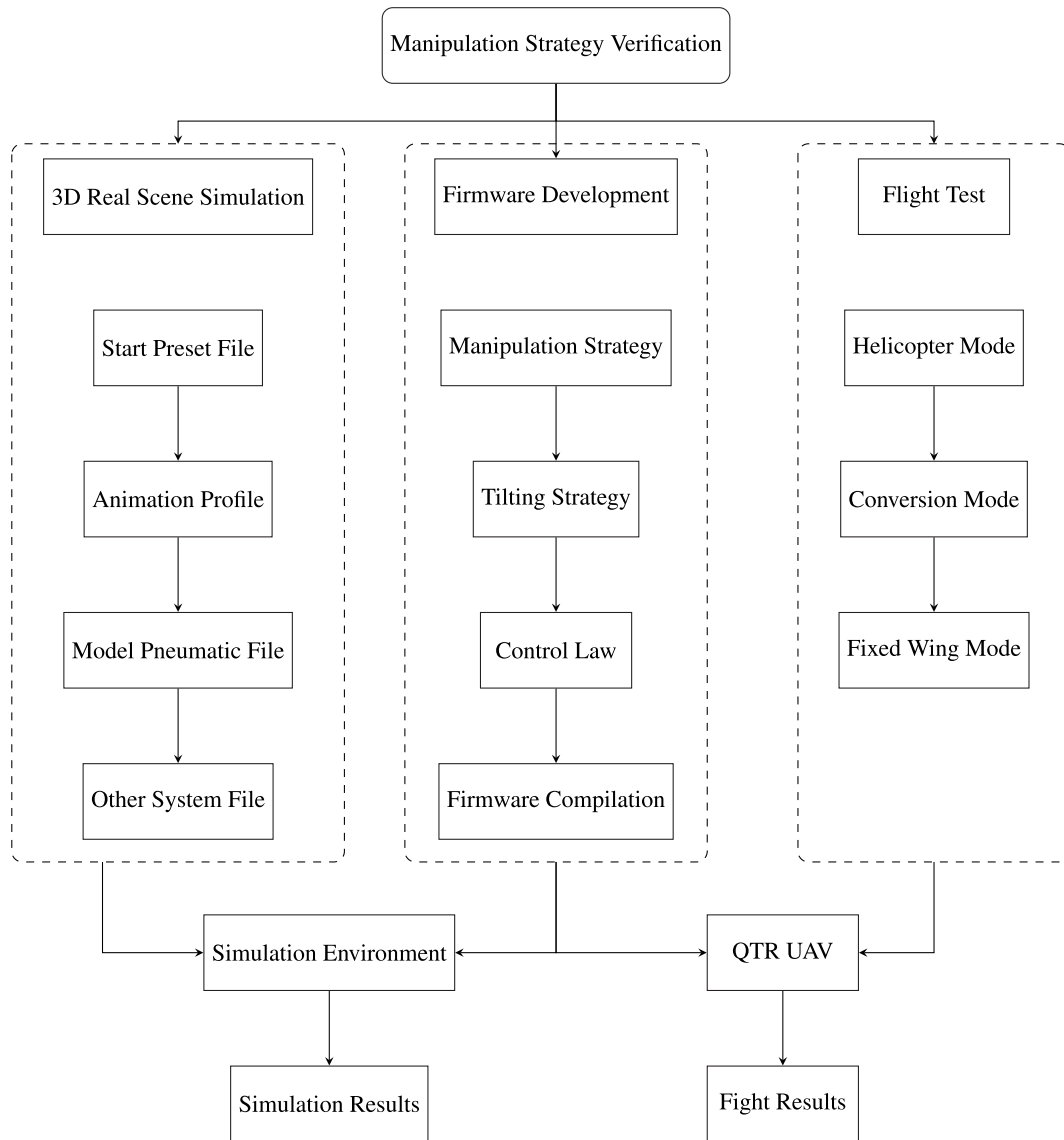 Manipulation Strategy Verification
3D Real Scene Simulation
Firmware Development
Flight Test
Start Preset File
Manipulation Strategy
Helicopter Mode
Animation Profile
Tilting Strategy
Conversion Mode
Model Pneumatic File
Control Law
Fixed Wing Mode
Other System File
Firmware Compilation
Simulation Environment
QTR UAV
Simulation Results
Fight Results